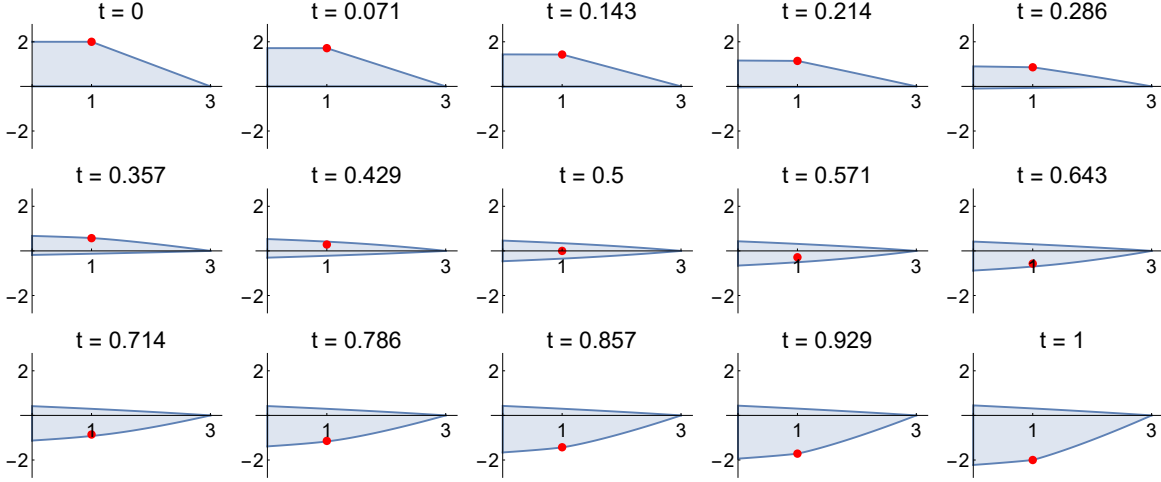 t = 0 t = 0.071 t = 0.143 t = 0.214 t = 0.286
2 2 2 2 2
1 3 1 3 1 3 1 3 1 3
−2 −2 −2 −2 −2
t = 0.357 t = 0.429 t = 0.5 t = 0.571 t = 0.643
2 2 2 2 2
1 3 1 3 1 3 1 3 1 3
−2 −2 −2 −2 −2
t = 0.714 t = 0.786 t = 0.857 t = 0.929 t = 1
2 2 2 2 2
1 3 1 3 1 3 1 3 1 3
−2 −2 −2 −2 −2